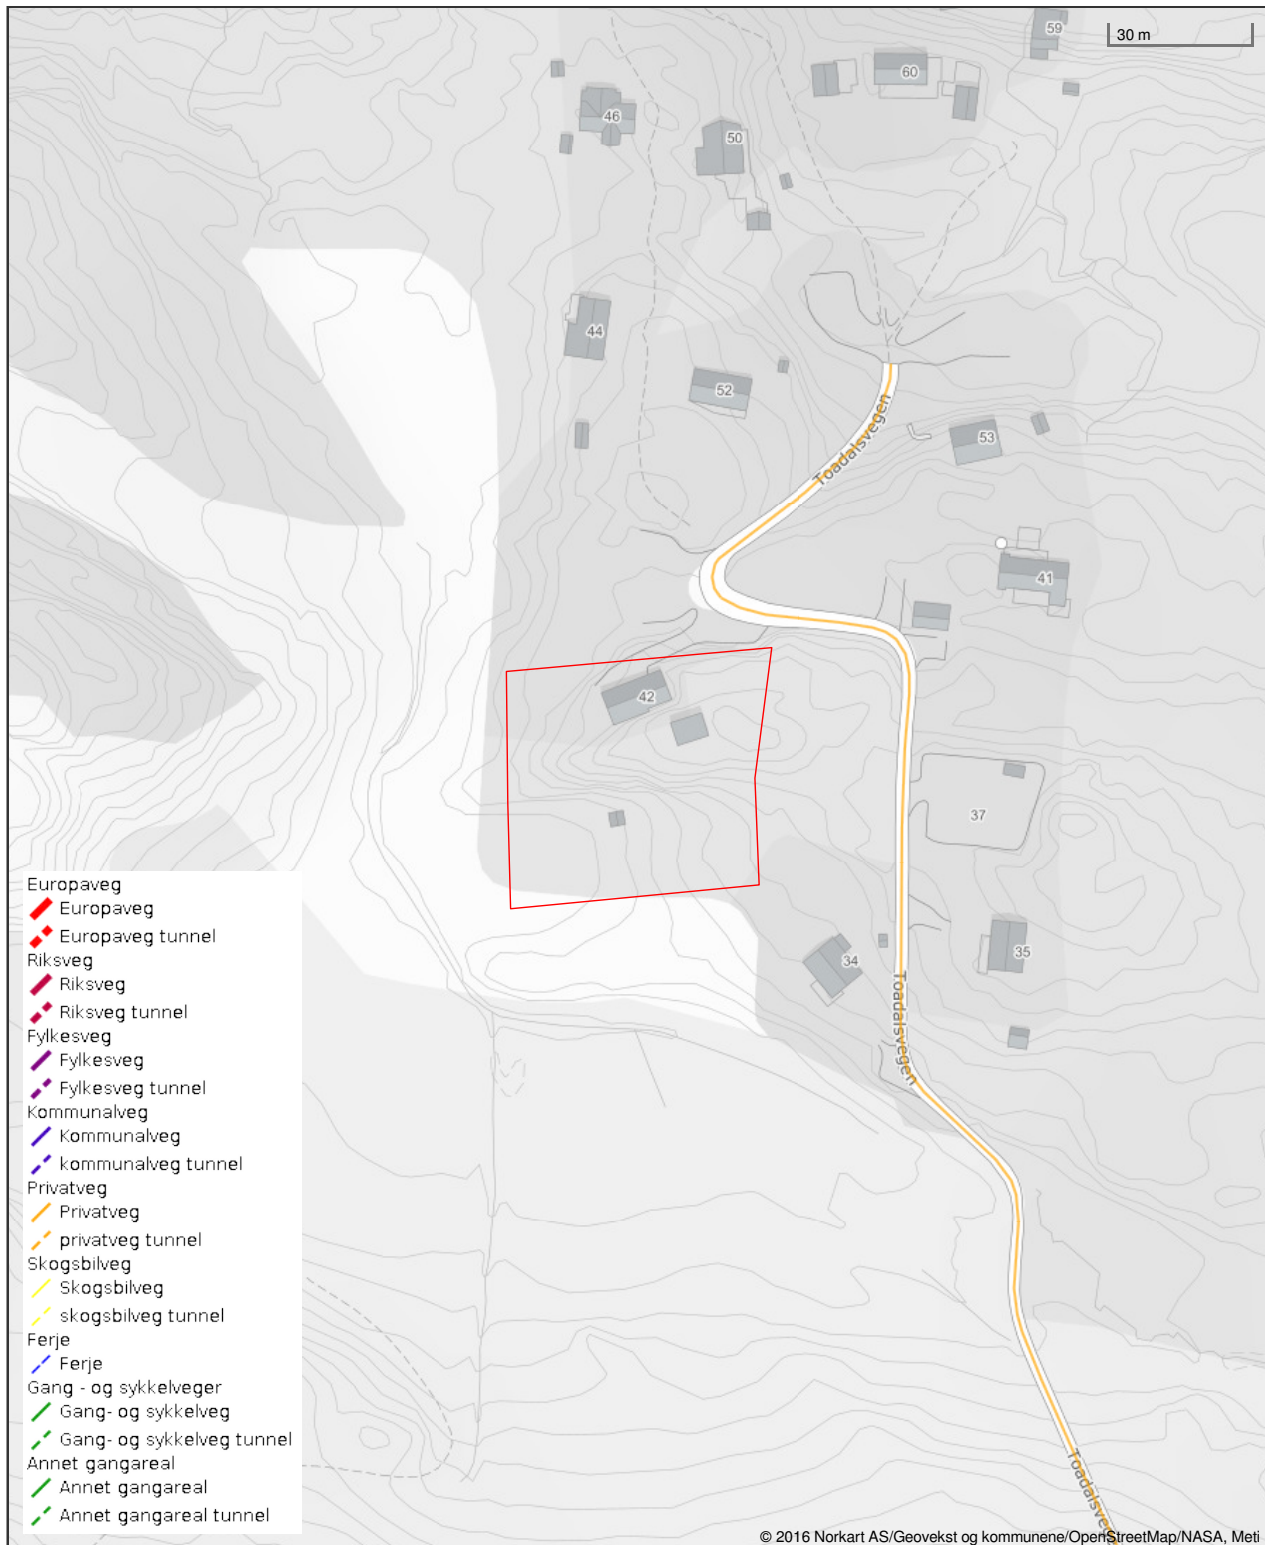 59
30 m
60
46
50
44
52
53
Toadalsvegen
41
42
37
34
35
Toadalsvegen
Europaveg
Europaveg
Europaveg tunnel
Riksveg
Riksveg
Riksveg tunnel
Fylkesveg
Fylkesveg
Fylkesveg tunnel
Kommunalveg
Kommunalveg
kommunalveg tunnel
Privatveg
Privatveg
privatveg tunnel
Skogsbilveg
Skogsbilveg
skogsbilveg tunnel
Ferje
Ferje
Gang - og sykkelveger
Gang- og sykkelveg
Gang- og sykkelveg tunnel
Annet gangareal
Annet gangareal
Annet gangareal tunnel
Toadalsveg
© 2016 Norkart AS/Geovekst og kommunene/OpenStreetMap/NASA, Meti